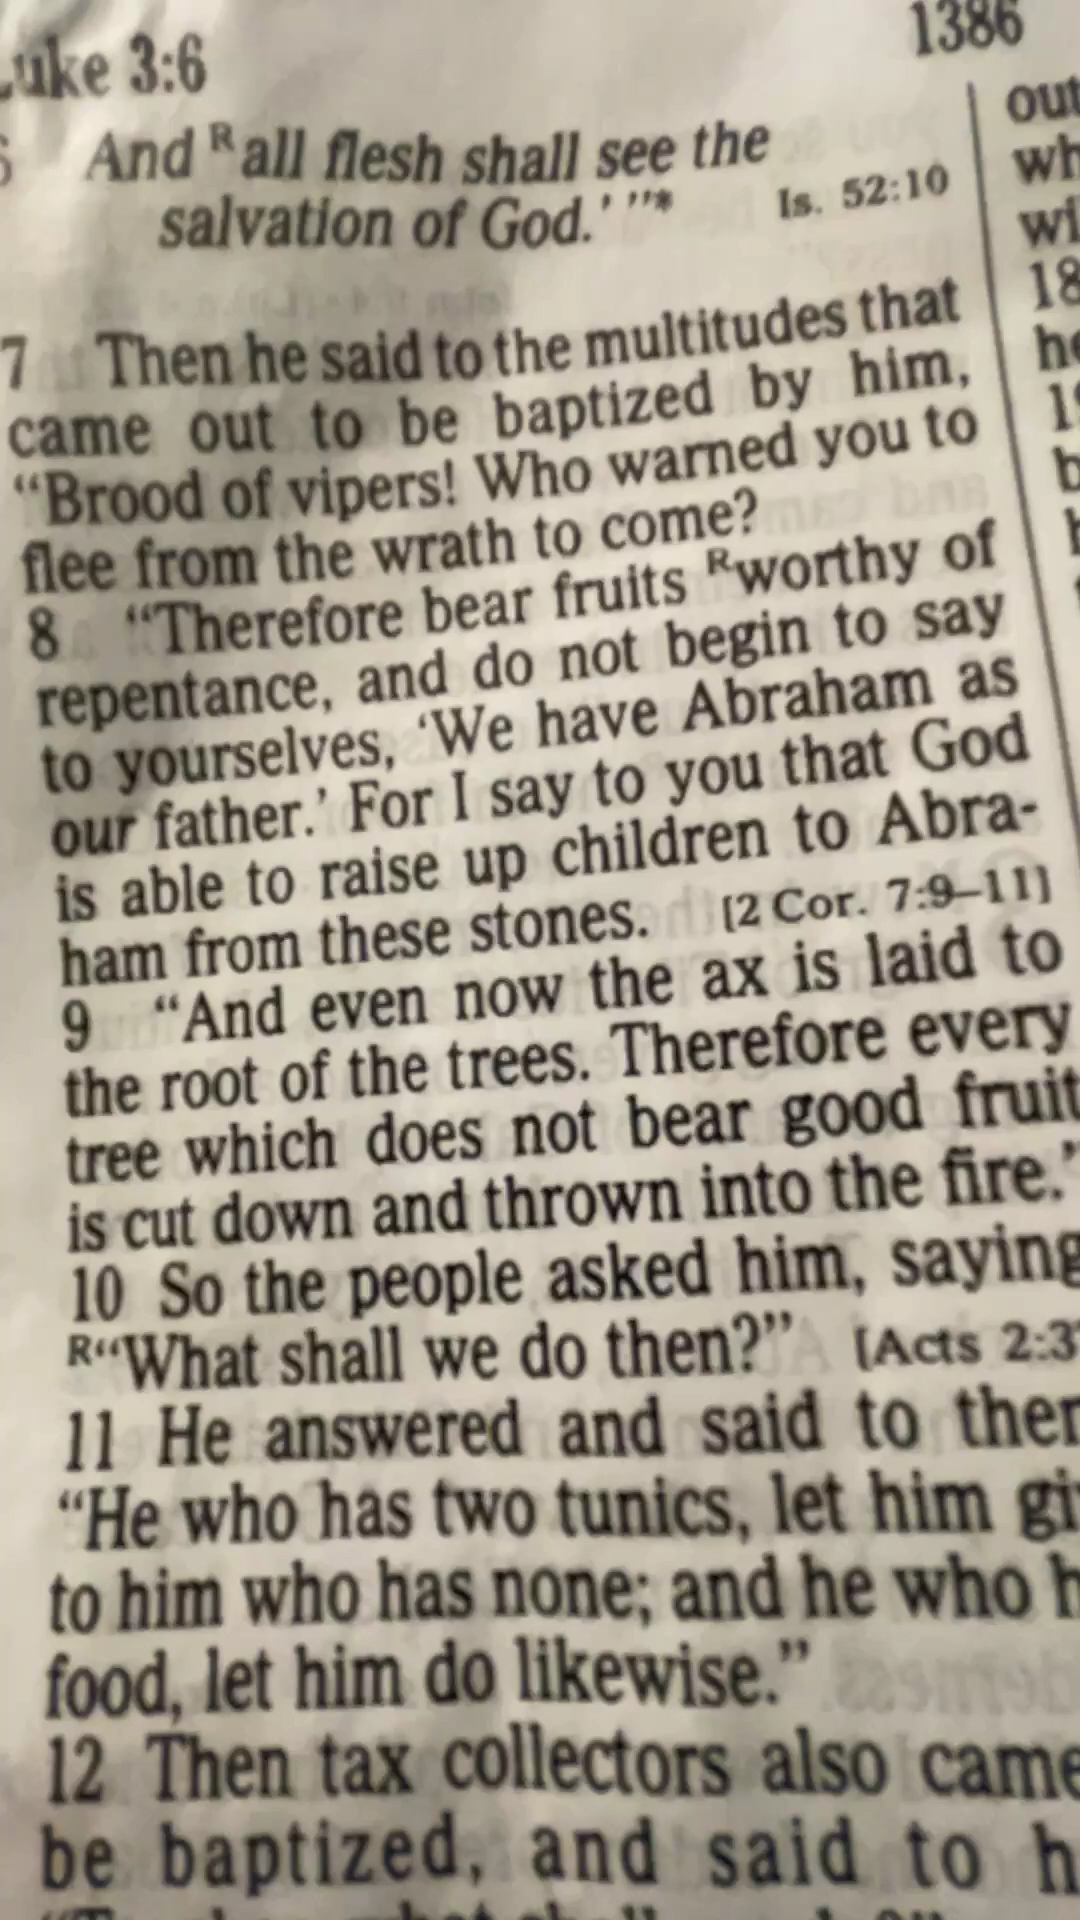 Luke 3:6
1386
6 And R all flesh shall see the
salvation of God.' "* Is. 52:10
7 Then he said to the multitudes that
came out to be baptized by him,
“Brood of vipers! Who warned you to
flee from the wrath to come?
8 “Therefore bear fruits R worthy of
repentance, and do not begin to say
to yourselves, ‘We have Abraham as
our father.’ For I say to you that God
is able to raise up children to Abra-
ham from these stones. [2 Cor. 7:9–11]
9 “And even now the ax is laid to
the root of the trees. Therefore every
tree which does not bear good fruit
is cut down and thrown into the fire.”
10 So the people asked him, saying
R “What shall we do then?” [Acts 2:3
11 He answered and said to
“He who has two tunics, let him
to him who has none; and he who
food, let him do likewise.”
12 Then tax collectors also came
be baptized, and said to
out